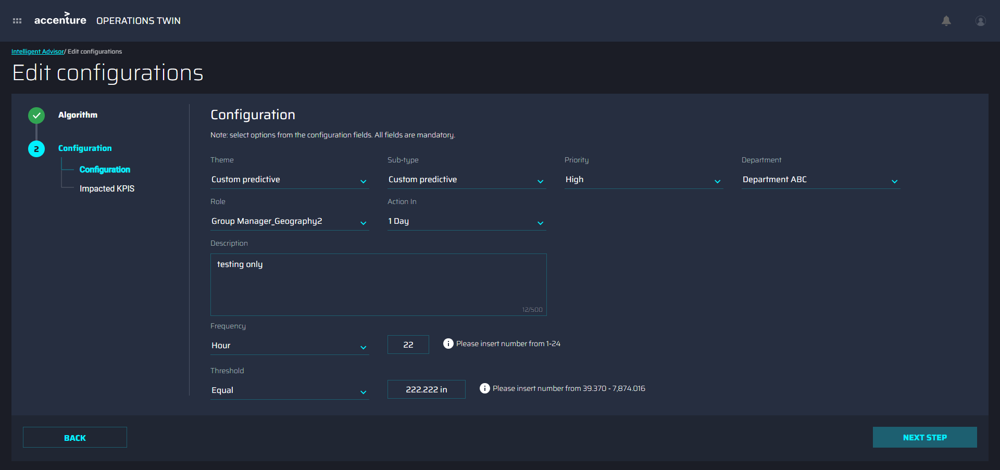 accenture OPERATIONS TWIN
Intelligent Advisor/ Edit configurations
Edit configurations
Algorithm
2 Configuration
Configuration
Impacted KPIS
Configuration
Note: select options from the configuration fields. All fields are mandatory.
Theme Sub-type Priority Department
Custom predictive Custom predictive High Department ABC
Role Action In
Group Manager_Geography2 1 Day
Description
testing only
12/500
Frequency
Hour 22 Please insert number from 1-24
Threshold
Equal 222.222 in Please insert number from 39.370 - 7,874.016
BACK NEXT STEP